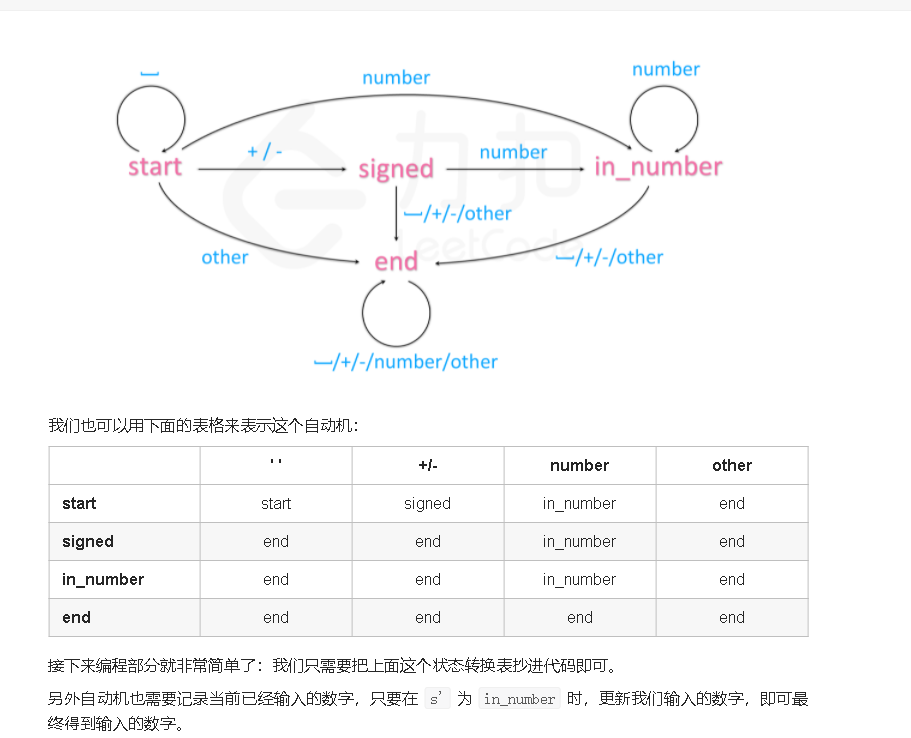 number
number
+ / -
number
start
signed
in_number
⎵/+/-/other
other
end
⎵/+/-/other
⎵/+/-/number/other
力扣
LeetCode
我们也可以用下面的表格来表示这个自动机：
' ' +/- number other
start start signed in_number end
signed end end in_number end
in_number end end in_number end
end end end end end
接下来编程部分就非常简单了：我们只需要把上面这个状态转换表抄进代码即可。
另外自动机也需要记录当前已经输入的数字，只要在 s' 为 in_number 时，更新我们输入的数字，即可最
终得到输入的数字。